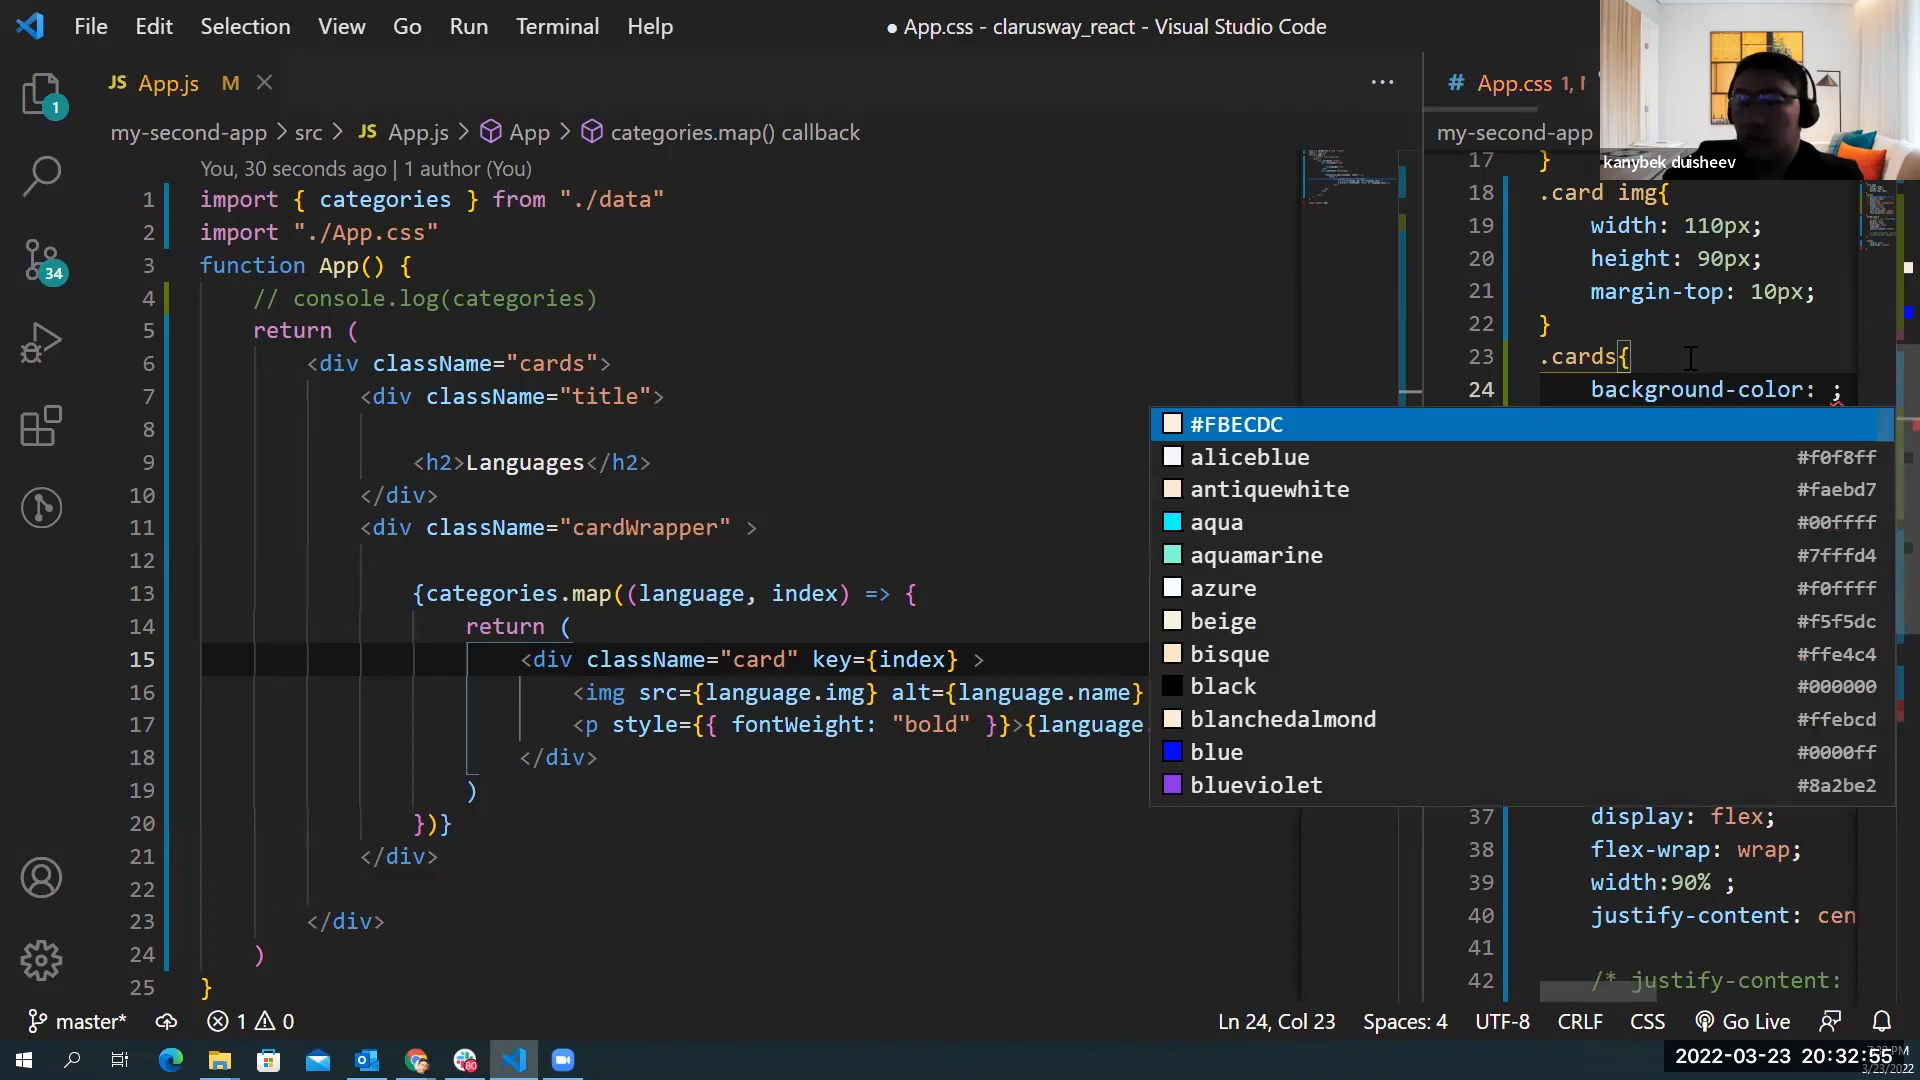 File Edit Selection View Go Run Terminal Help
● App.css - clarusway_react - Visual Studio Code
JS App.js M
# App.css 1,
my-second-app > src > JS App.js > App > categories.map() callback
my-second-app
kanybek duisheev
You, 30 seconds ago | 1 author (You)
1 import { categories } from "./data"
2 import "./App.css"
3 function App() {
4 // console.log(categories)
5 return (
6 <div className="cards">
7 <div className="title">
8
9 <h2>Languages</h2>
10 </div>
11 <div className="cardWrapper" >
12
13 {categories.map((language, index) => {
14 return (
15 <div className="card" key={index} >
16 <img src={language.img} alt={language.name}
17 <p style={{ fontWeight: "bold" }}>{language.
18 </div>
19 )
20 })}
21 </div>
22
23 </div>
24 )
25 }
17 }
18 .card img{
19 width: 110px;
20 height: 90px;
21 margin-top: 10px;
22 }
23 .cards{
24 background-color: ;
#FBECDC
aliceblue #f0f8ff
antiquewhite #faebd7
aqua #00ffff
aquamarine #7fffd4
azure #f0ffff
beige #f5f5dc
bisque #ffe4c4
black #000000
blanchedalmond #ffebcd
blue #0000ff
blueviolet #8a2be2
37 display: flex;
38 flex-wrap: wrap;
39 width:90% ;
40 justify-content: cen
41
42 /* justify-content:
1
34
master* 1 0
Ln 24, Col 23 Spaces: 4 UTF-8 CRLF CSS Go Live
80
2022-03-23 20:32:55
3/23/2022